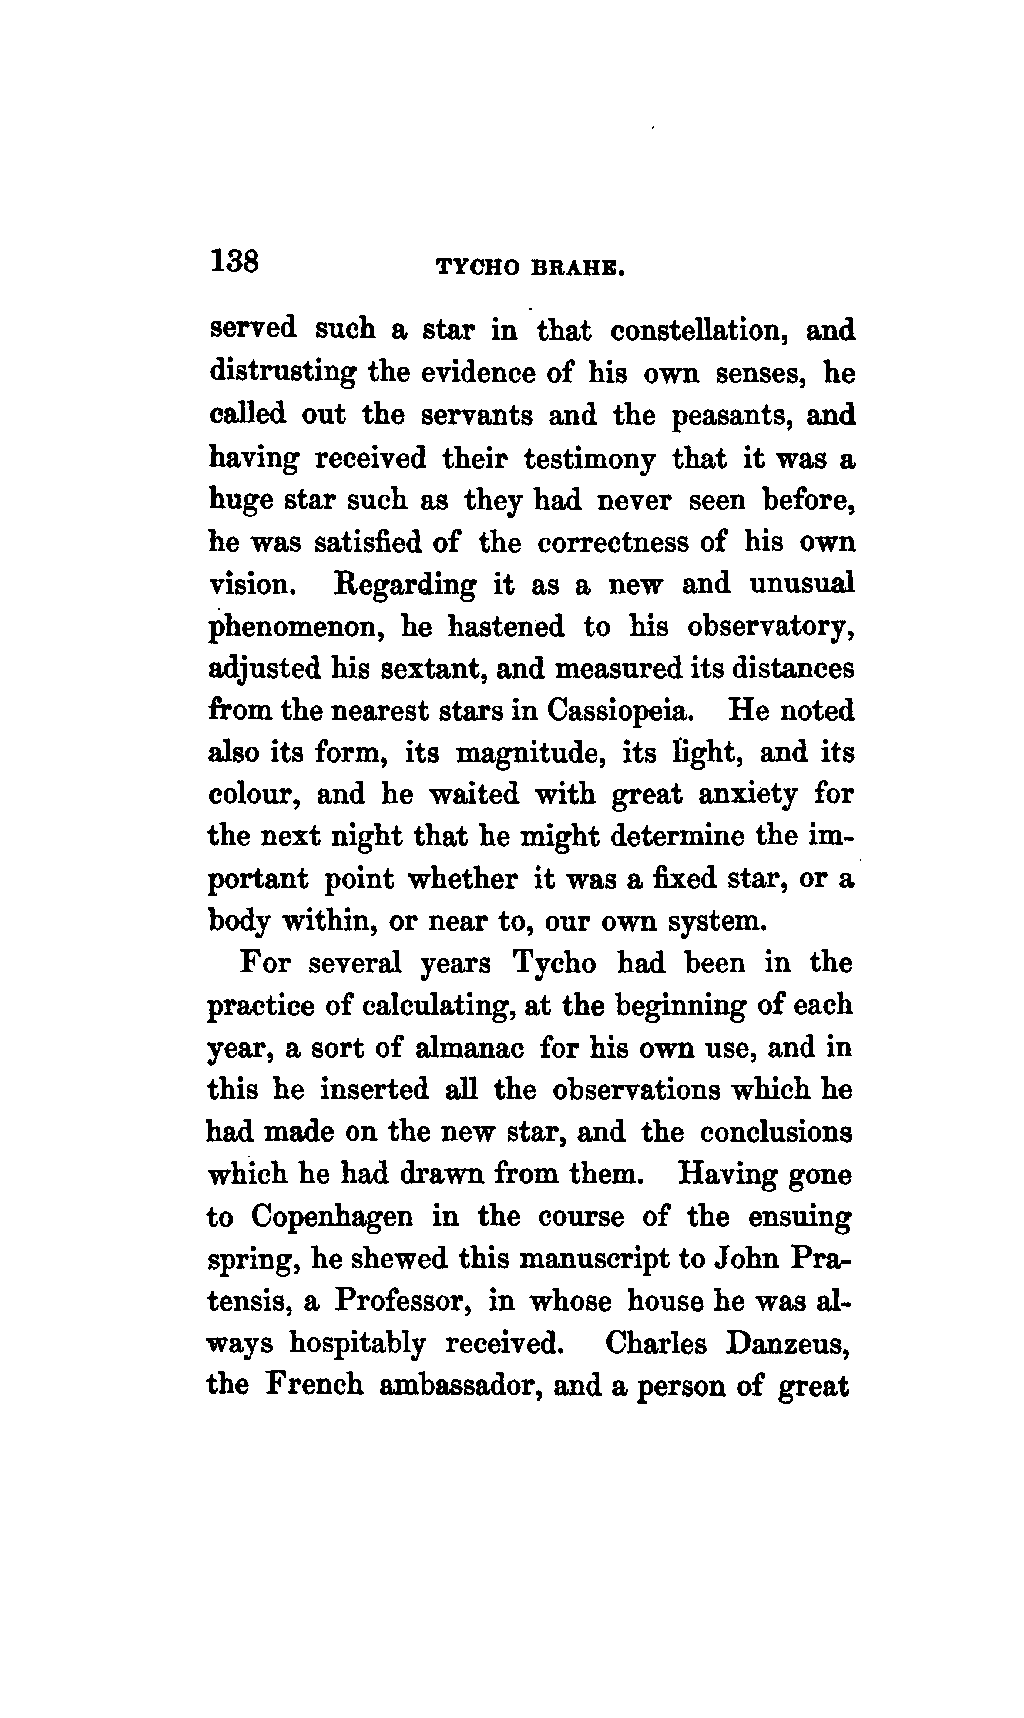 138 TYCHO BRAHE.
served such a star in that constellation, and
distrusting the evidence of his own senses, he
called out the servants and the peasants, and
having received their testimony that it was a
huge star such as they had never seen before,
he was satisfied of the correctness of his own
vision. Regarding it as a new and unusual
phenomenon, he hastened to his observatory,
adjusted his sextant, and measured its distances
from the nearest stars in Cassiopeia. He noted
also its form, its magnitude, its light, and its
colour, and he waited with great anxiety for
the next night that he might determine the im-
portant point whether it was a fixed star, or a
body within, or near to, our own system.
For several years Tycho had been in the
practice of calculating, at the beginning of each
year, a sort of almanac for his own use, and in
this he inserted all the observations which he
had made on the new star, and the conclusions
which he had drawn from them. Having gone
to Copenhagen in the course of the ensuing
spring, he shewed this manuscript to John Pra-
tensis, a Professor, in whose house he was al-
ways hospitably received. Charles Danzeus,
the French ambassador, and a person of great